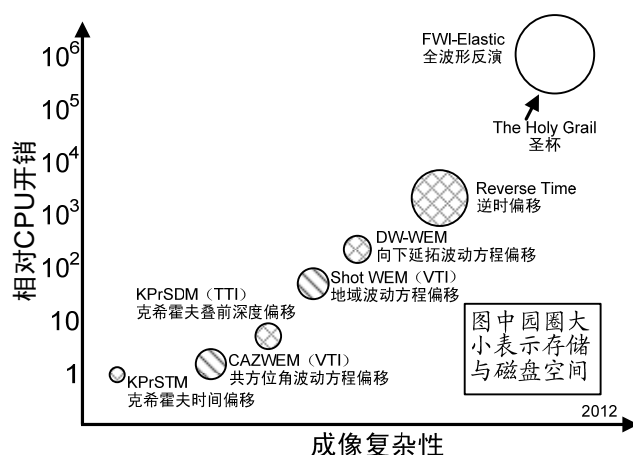 FWI-Elastic
全波形反演
The Holy Grail
圣杯
Reverse Time
逆时偏移
DW-WEM
向下延拓波动方程偏移
Shot WEM（VTI）
地域波动方程偏移
KPrSDM（TTI）
克希霍夫叠前深度偏移
CAZWEM（VTI）
共方位角波动方程偏移
KPrSTM
克希霍夫时间偏移
图中园圈大
小表示存储
与磁盘空间
10⁶
10⁵
10⁴
10³
10²
10
1
相对CPU开销
2012
成像复杂性